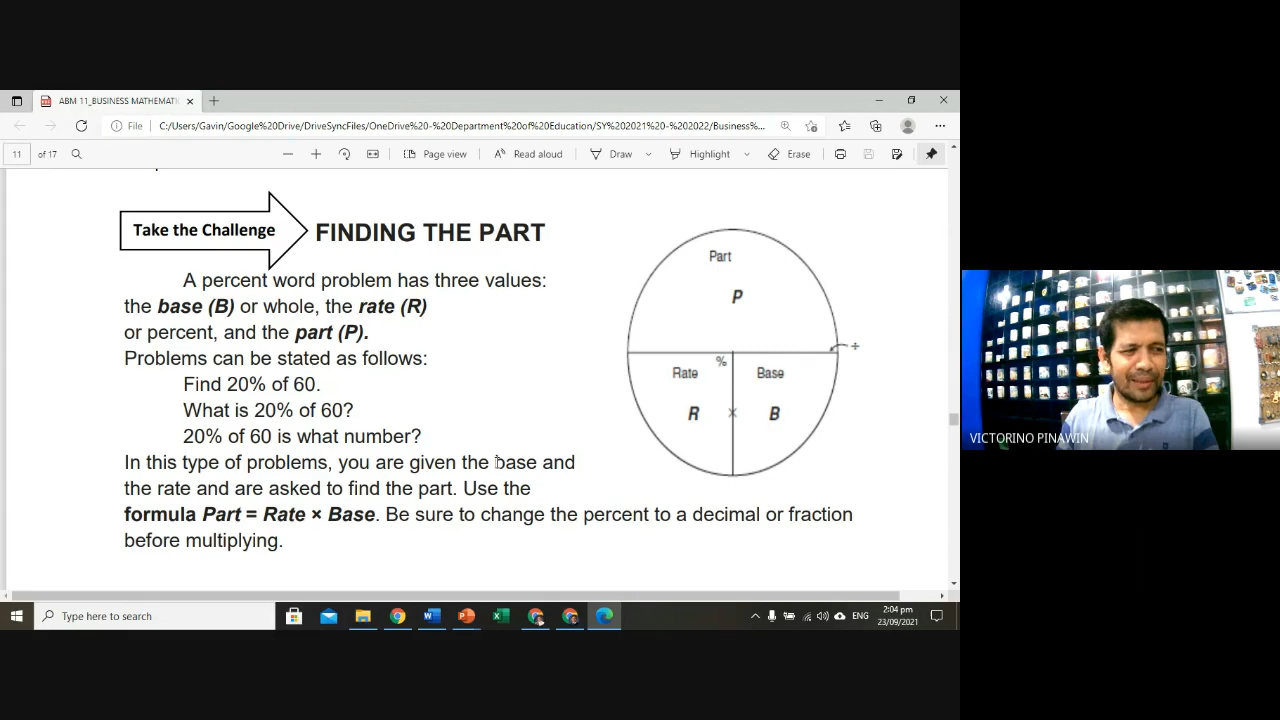 ABM 11_BUSINESS MATHEMATI
File
C:/Users/Gavin/Google%20Drive/DriveSyncFiles/OneDrive%20-%20Department%20of%20Education/SY%202021%20-%202022/Business%...
11 of 17
Page view
Read aloud
Draw
Highlight
Erase
Take the Challenge
FINDING THE PART
A percent word problem has three values:
the base (B) or whole, the rate (R)
or percent, and the part (P).
Problems can be stated as follows:
Find 20% of 60.
What is 20% of 60?
20% of 60 is what number?
In this type of problems, you are given the base and
the rate and are asked to find the part. Use the
formula Part = Rate × Base. Be sure to change the percent to a decimal or fraction
before multiplying.
Part
P
÷
%
Rate
Base
R
×
B
VICTORINO PINAWIN
Type here to search
ENG
2:04 pm
23/09/2021